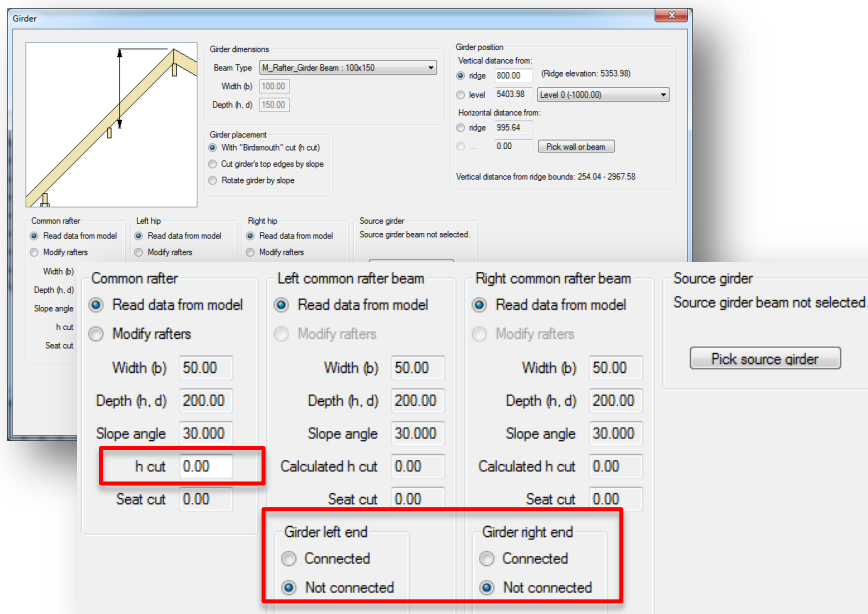 Girder
Girder dimensions
Beam Type M_Rafter_Girder Beam : 100x150
Width (b) 100.00
Depth (h, d) 150.00
Girder placement
With "Birdsmouth" cut (h cut)
Cut girder's top edges by slope
Rotate girder by slope
Girder position
Vertical distance from:
ridge 800.00 (Ridge elevation: 5353.98)
level 5403.98 Level 0 (-1000.00)
Horizontal distance from:
ridge 995.64
... 0.00 Pick wall or beam
Vertical distance from ridge bounds: 254.04 - 2967.58
Common rafter
Read data from model
Modify rafters
Width (b)
Depth (h, d)
Slope angle
h cut
Seat cut
Left hip
Read data from model
Modify rafters
Right hip
Read data from model
Modify rafters
Source girder
Source girder beam not selected.
Common rafter
Read data from model
Modify rafters
Width (b) 50.00
Depth (h, d) 200.00
Slope angle 30.000
h cut 0.00
Seat cut 0.00
Left common rafter beam
Read data from model
Modify rafters
Width (b) 50.00
Depth (h, d) 200.00
Slope angle 30.000
Calculated h cut 0.00
Seat cut 0.00
Girder left end
Connected
Not connected
Right common rafter beam
Read data from model
Modify rafters
Width (b) 50.00
Depth (h, d) 200.00
Slope angle 30.000
Calculated h cut 0.00
Seat cut 0.00
Girder right end
Connected
Not connected
Source girder
Source girder beam not selected.
Pick source girder